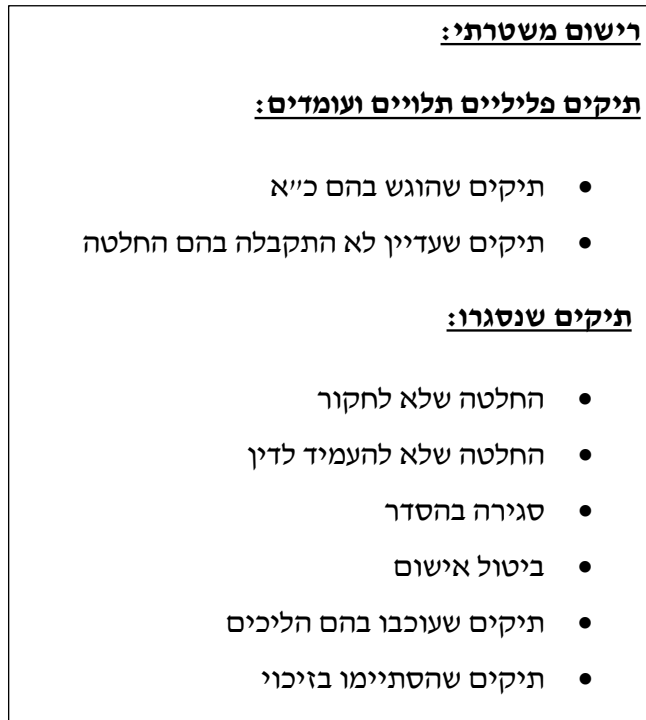 רישום משטרתי:
תיקים פליליים תלויים ועומדים:
• תיקים שהוגש בהם כ״א
• תיקים שעדיין לא התקבלה בהם החלטה
תיקים שנסגרו:
• החלטה שלא לחקור
• החלטה שלא להעמיד לדין
• סגירה בהסדר
• ביטול אישום
• תיקים שעוכבו בהם הליכים
• תיקים שהסתיימו בזיכוי